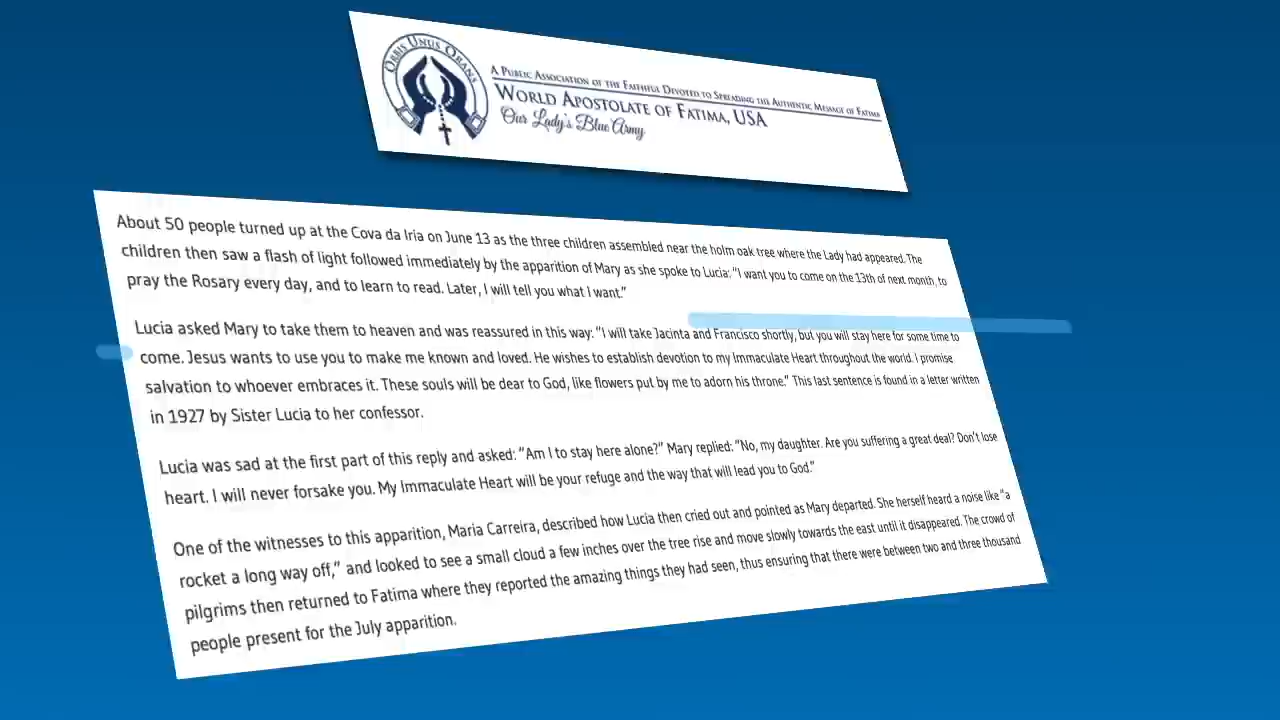 ORBIS UNUS ORANS
A PUBLIC ASSOCIATION OF THE FAITHFUL DEVOTED TO SPREADING THE AUTHENTIC MESSAGE OF FATIMA
WORLD APOSTOLATE OF FATIMA, USA
Our Lady's Blue Army
About 50 people turned up at the Cova da Iria on June 13 as the three children assembled near the holm oak tree where the Lady had appeared. The
children then saw a flash of light followed immediately by the apparition of Mary as she spoke to Lucia: “I want you to come on the 13th of next month, to
pray the Rosary every day, and to learn to read. Later, I will tell you what I want.”
Lucia asked Mary to take them to heaven and was reassured in this way: “I will take Jacinta and Francisco shortly, but you will stay here for some time to
come. Jesus wants to use you to make me known and loved. He wishes to establish devotion to my Immaculate Heart throughout the world. I promise
salvation to whoever embraces it. These souls will be dear to God, like flowers put by me to adorn his throne.” This last sentence is found in a letter written
in 1927 by Sister Lucia to her confessor.
Lucia was sad at the first part of this reply and asked: “Am I to stay here alone?” Mary replied: “No, my daughter. Are you suffering a great deal? Don’t lose
heart. I will never forsake you. My Immaculate Heart will be your refuge and the way that will lead you to God.”
One of the witnesses to this apparition, Maria Carreira, described how Lucia then cried out and pointed as Mary departed. She herself heard a noise like “a
rocket a long way off,” and looked to see a small cloud a few inches over the tree rise and move slowly towards the east until it disappeared. The crowd of
pilgrims then returned to Fatima where they reported the amazing things they had seen, thus ensuring that there were between two and three thousand
people present for the July apparition.